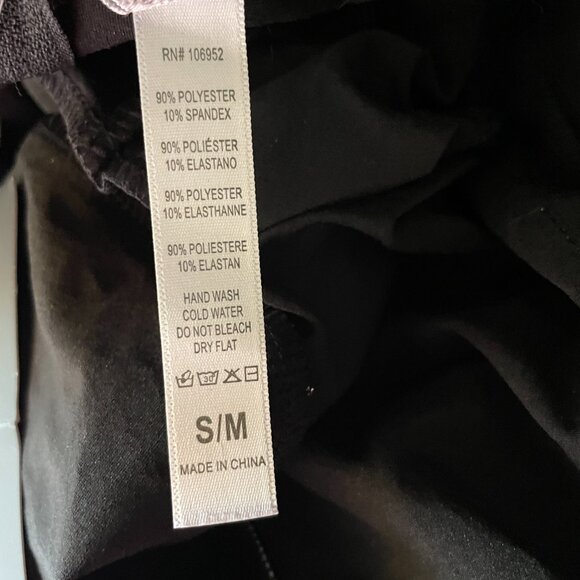 RN# 106952
90% POLYESTER
10% SPANDEX
90% POLIÉSTER
10% ELASTANO
90% POLYESTER
10% ELASTHANNE
90% POLIESTERE
10% ELASTAN
HAND WASH
COLD WATER
DO NOT BLEACH
DRY FLAT
30
S/M
MADE IN CHINA